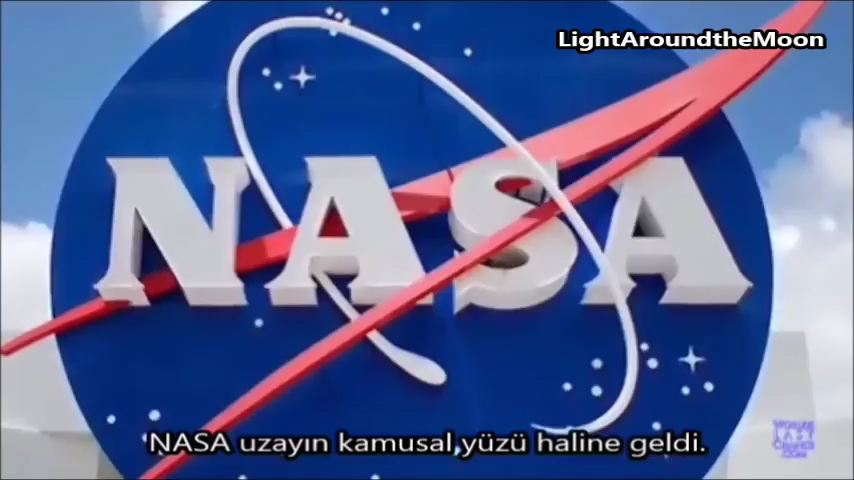 LightAroundtheMoon
NASA
NASA uzayın kamusal yüzü haline geldi.